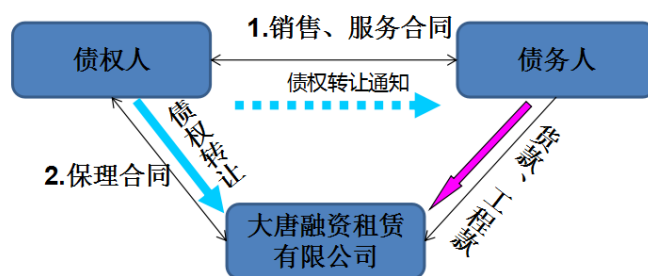 1.销售、服务合同
债权人
债务人
债权转让通知
债权转让
2.保理合同
货款、工程款
大唐融资租赁
有限公司